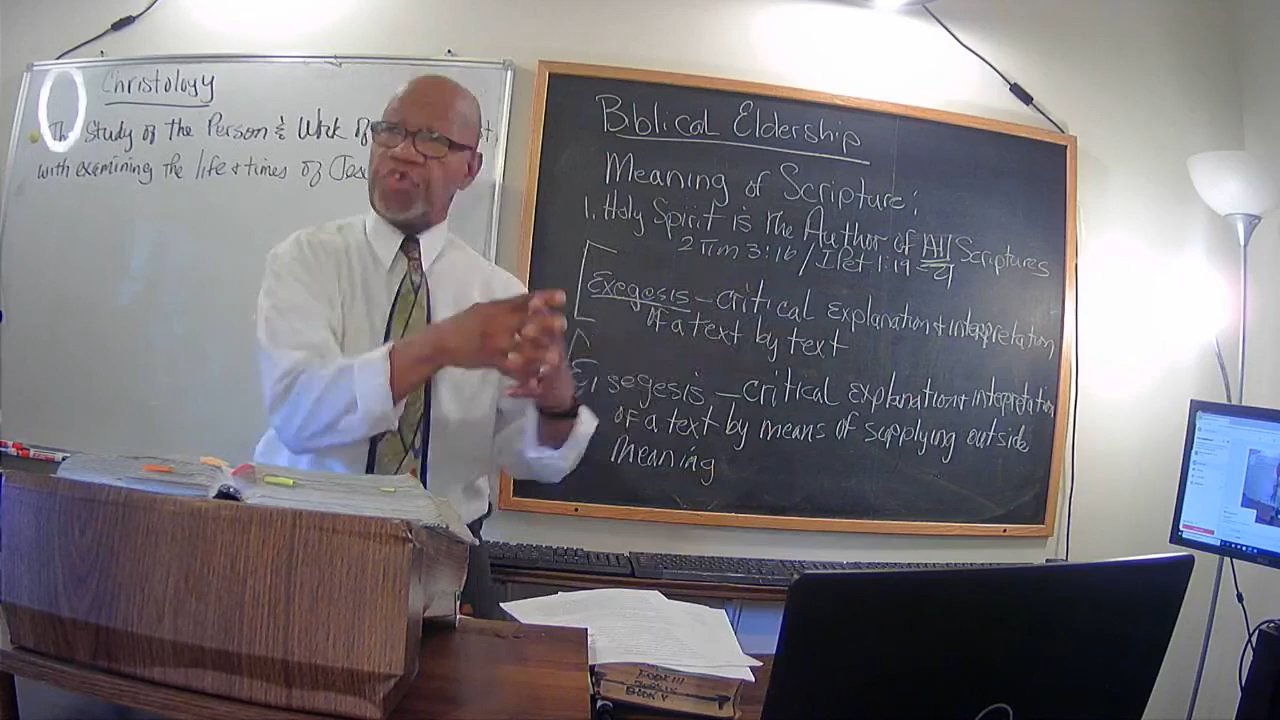 Christology
The Study of the Person & Work of
with examining the life & times of
Biblical Eldership
Meaning of Scripture:
1. Holy Spirit is the Author of All Scriptures
2 Tim 3:16 / I Pet 1:19-21
Exegesis - critical explanation & interpretation
of a text by text
Eisegesis - critical explanation & interpretation
of a text by means of supplying outside
meaning